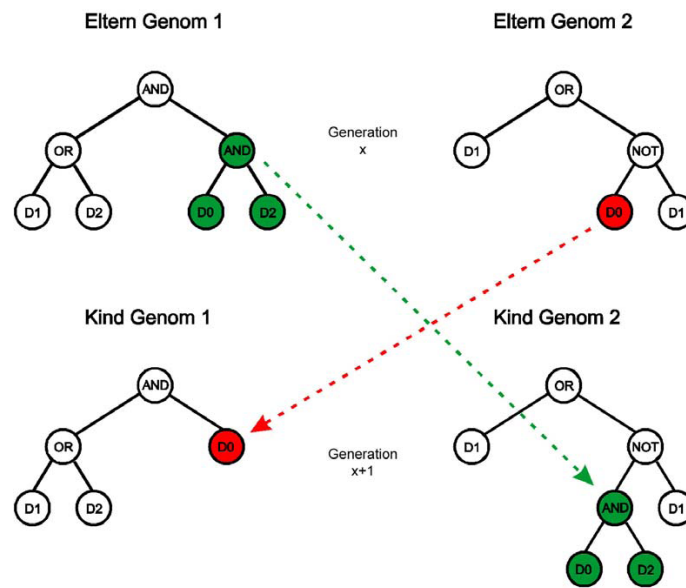 Eltern Genom 1
Eltern Genom 2
AND
OR
OR
AND
Generation
x
D1
NOT
D1
D2
D0
D2
D0
D1
Kind Genom 1
Kind Genom 2
AND
OR
OR
D0
Generation
x+1
D1
NOT
D1
D2
AND
D1
D0
D2